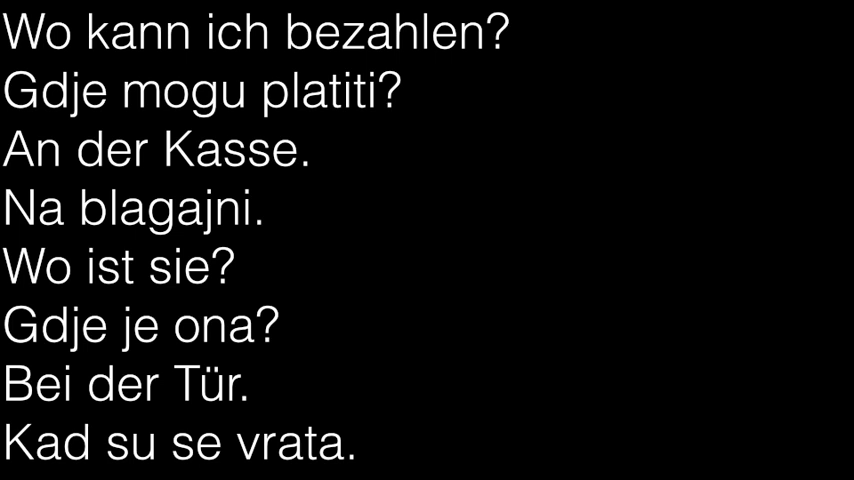 Wo kann ich bezahlen?
Gdje mogu platiti?
An der Kasse.
Na blagajni.
Wo ist sie?
Gdje je ona?
Bei der Tür.
Kad su se vrata.